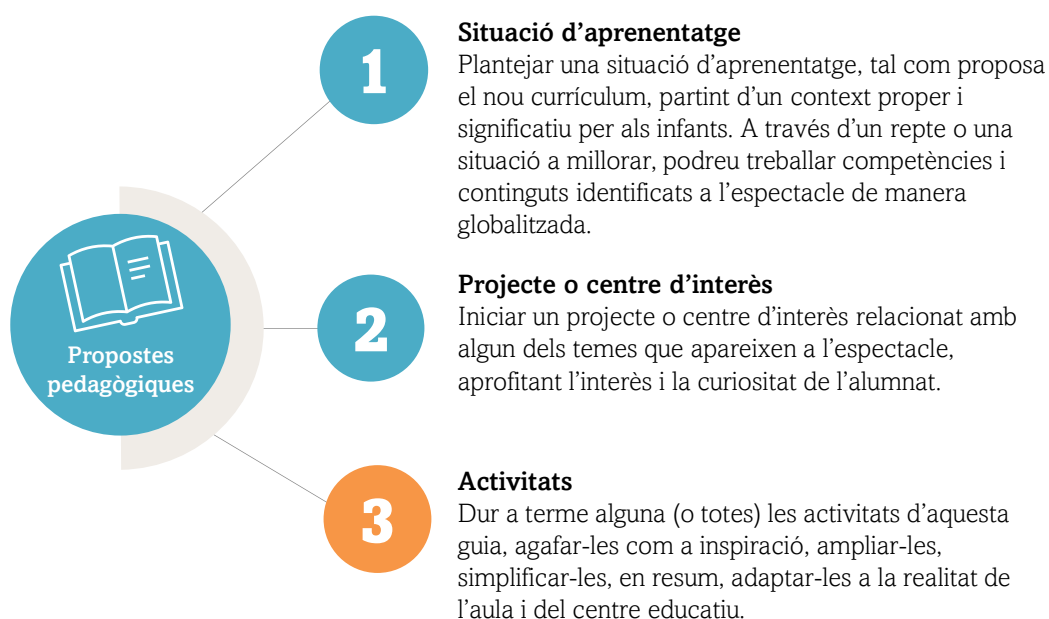 Propostes
pedagògiques
1
Situació d’aprenentatge
Plantejar una situació d’aprenentatge, tal com proposa
el nou currículum, partint d’un context proper i
significatiu per als infants. A través d’un repte o una
situació a millorar, podreu treballar competències i
continguts identificats a l’espectacle de manera
globalitzada.
2
Projecte o centre d’interès
Iniciar un projecte o centre d’interès relacionat amb
algun dels temes que apareixen a l’espectacle,
aprofitant l’interès i la curiositat de l’alumnat.
3
Activitats
Dur a terme alguna (o totes) les activitats d’aquesta
guia, agafar-les com a inspiració, ampliar-les,
simplificar-les, en resum, adaptar-les a la realitat de
l’aula i del centre educatiu.